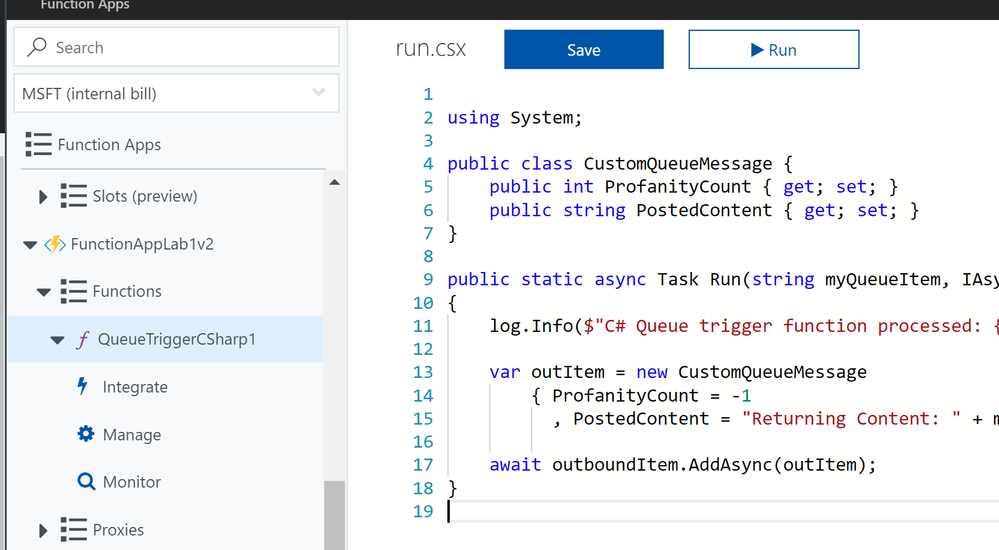 Function Apps
Search
MSFT (internal bill)
Function Apps
Slots (preview)
FunctionAppLab1v2
Functions
QueueTriggerCSharp1
Integrate
Manage
Monitor
Proxies
run.csx
Save
Run
1
2 using System;
3
4 public class CustomQueueMessage {
5     public int ProfanityCount { get; set; }
6     public string PostedContent { get; set; }
7 }
8
9 public static async Task Run(string myQueueItem, IAsy
10 {
11     log.Info($"C# Queue trigger function processed: {
12
13     var outItem = new CustomQueueMessage
14         { ProfanityCount = -1
15           , PostedContent = "Returning Content: " + m
16
17     await outboundItem.AddAsync(outItem);
18 }
19